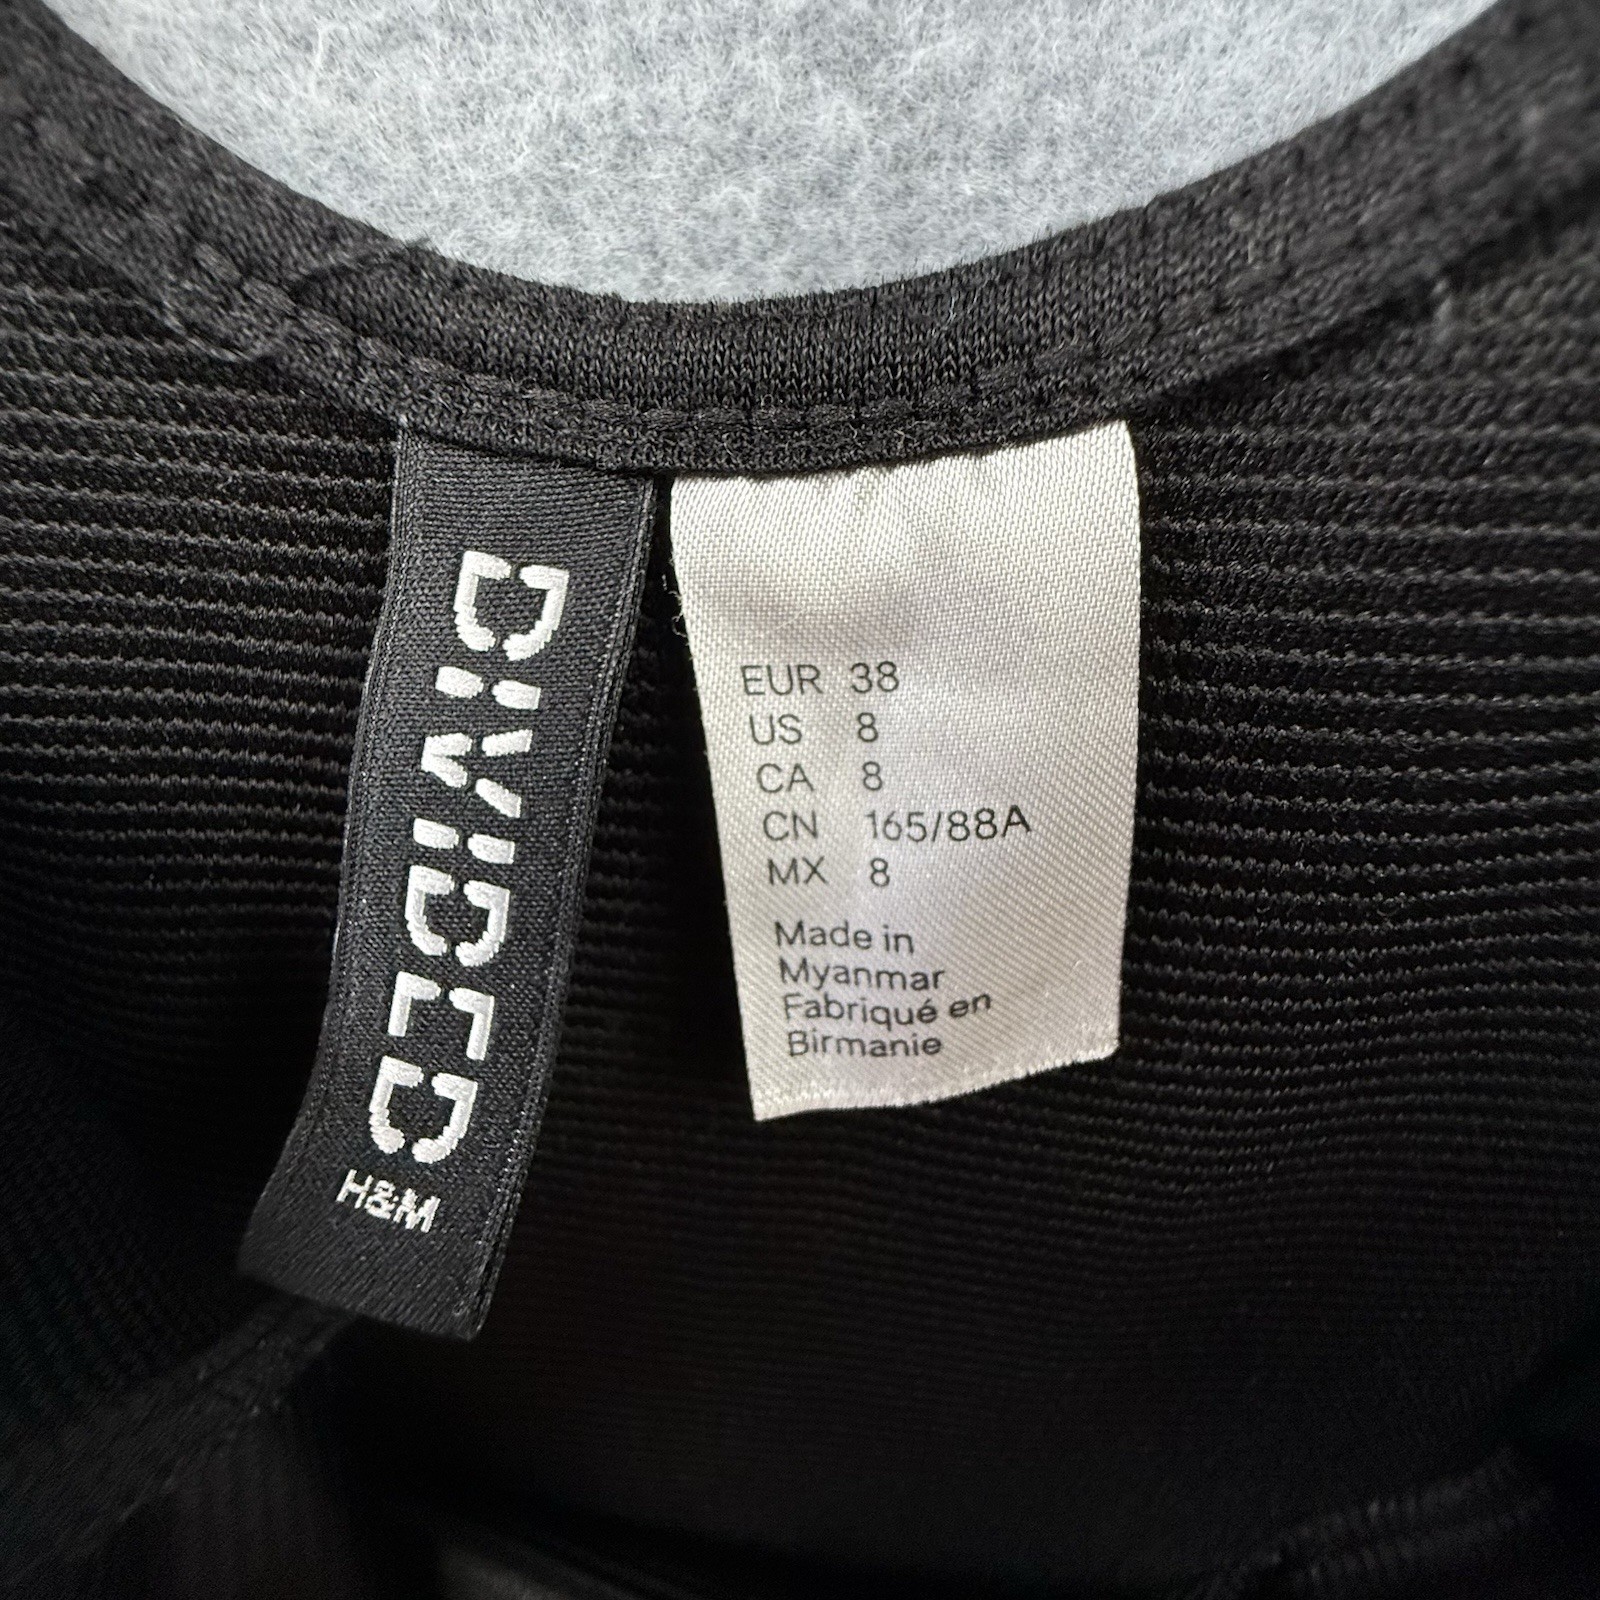 DIVIDED
H&M
EUR 38
US 8
CA 8
CN 165/88A
MX 8
Made in
Myanmar
Fabriqué en
Birmanie